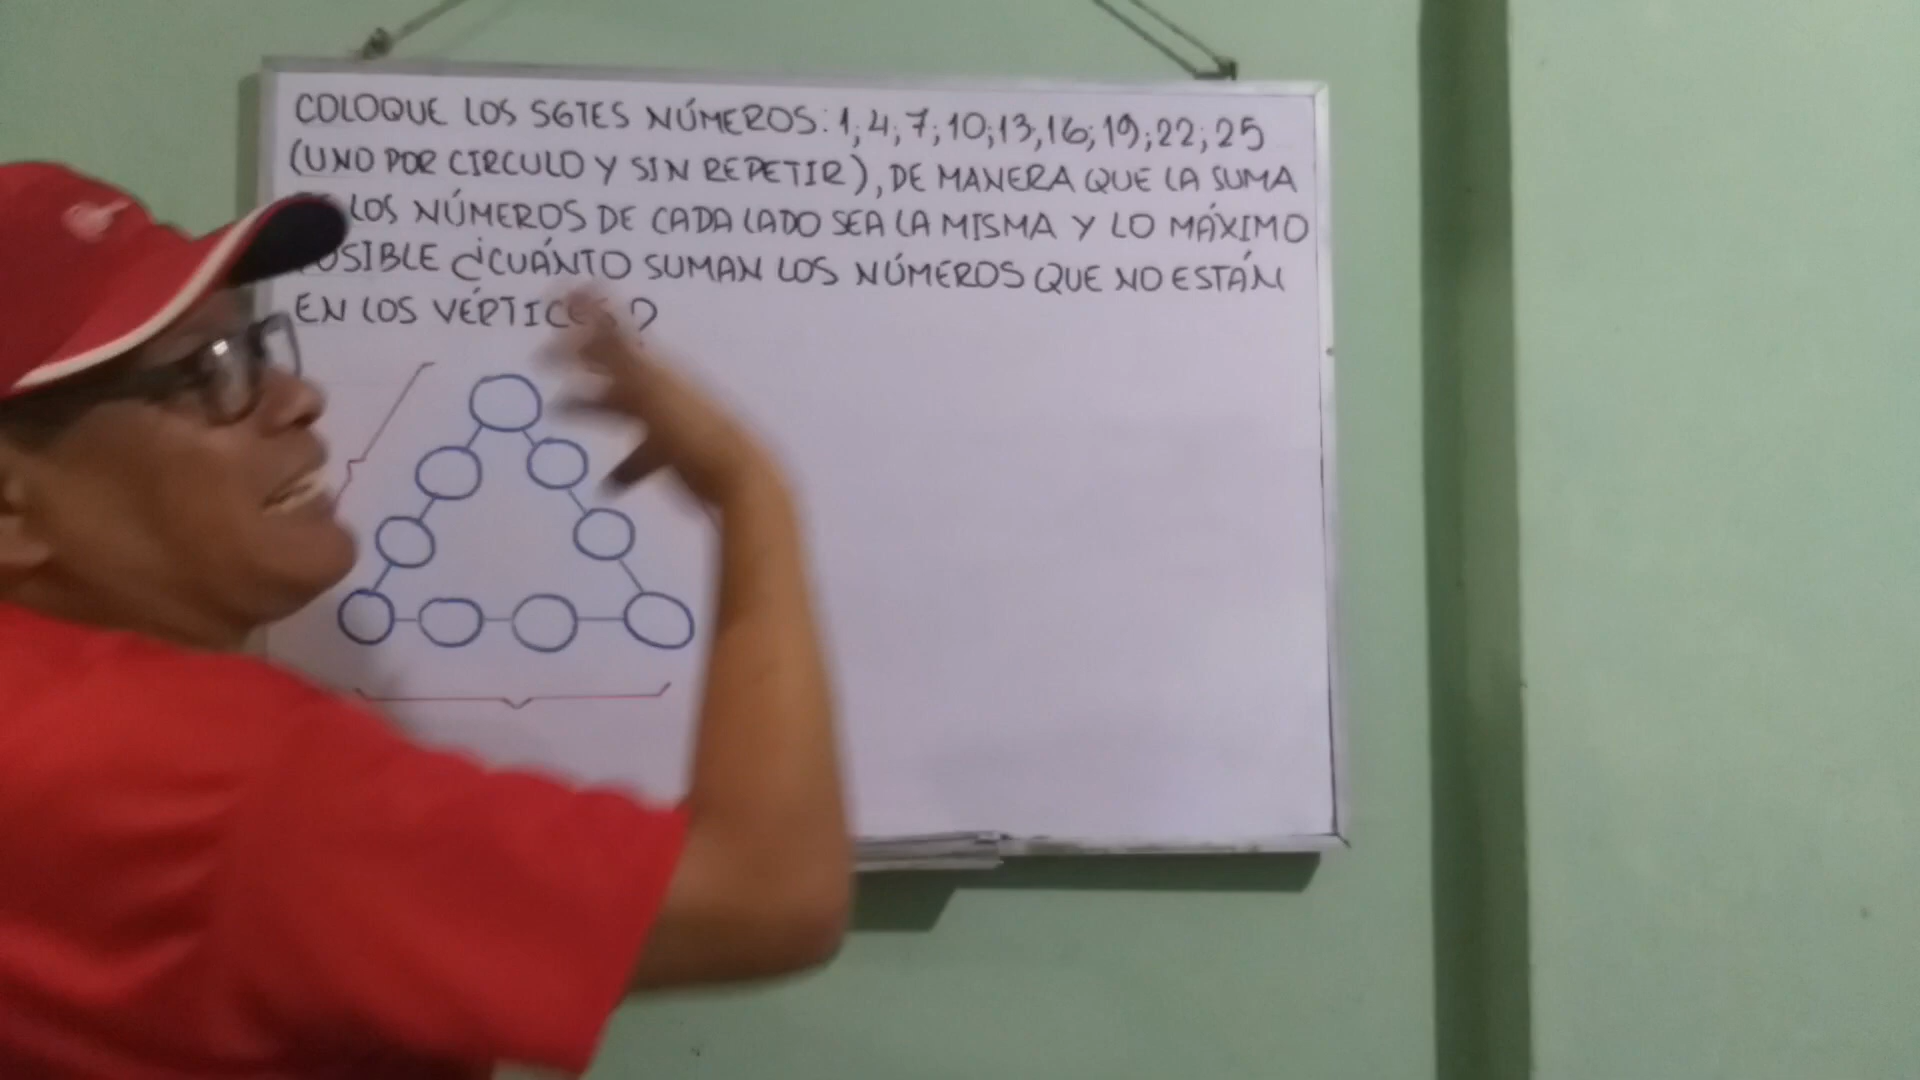 COLOQUE LOS SGTES NÚMEROS: 1; 4; 7; 10; 13, 16; 19; 22; 25
(UNO POR CIRCULO Y SIN REPETIR), DE MANERA QUE LA SUMA
LOS NÚMEROS DE CADA LADO SEA LA MISMA Y LO MÁXIMO
OSIBLE ¿CUÁNTO SUMAN LOS NÚMEROS QUE NO ESTÁN
EN LOS VÉRTICES?